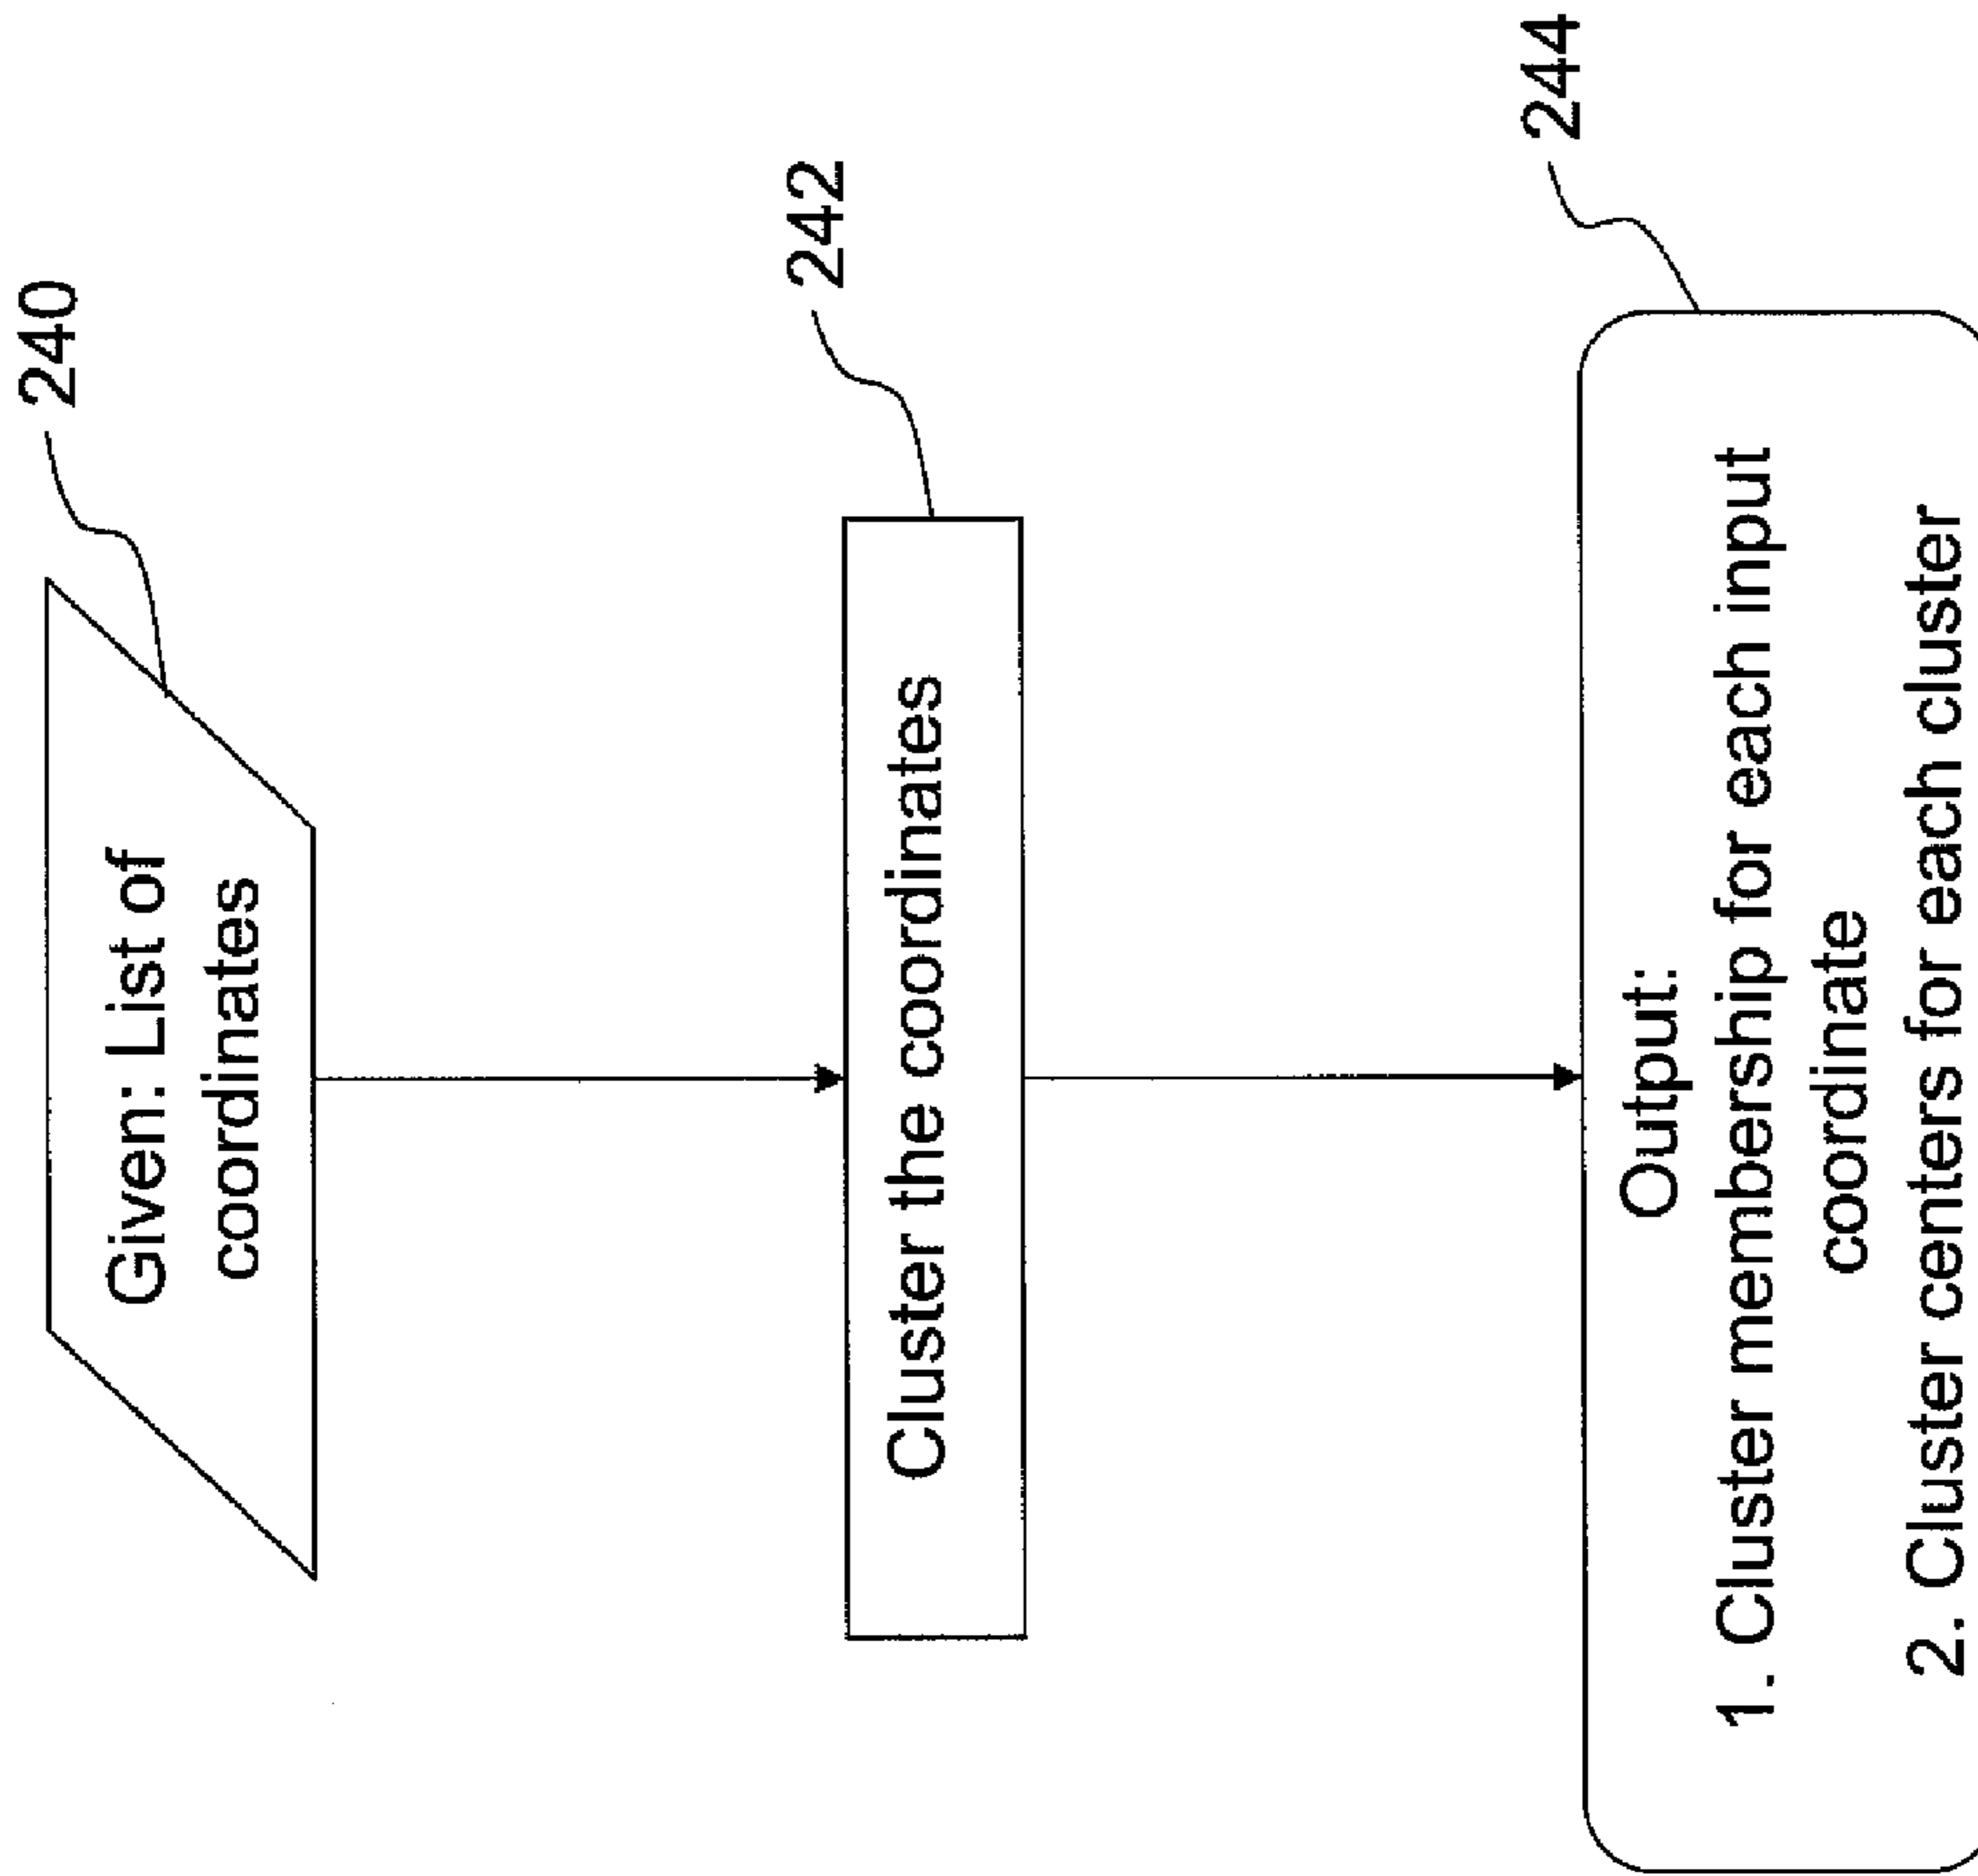 240
Given: List of
coordinates
242
Cluster the coordinates
244
Output:
1. Cluster membership for each input
coordinate
2. Cluster centers for each cluster